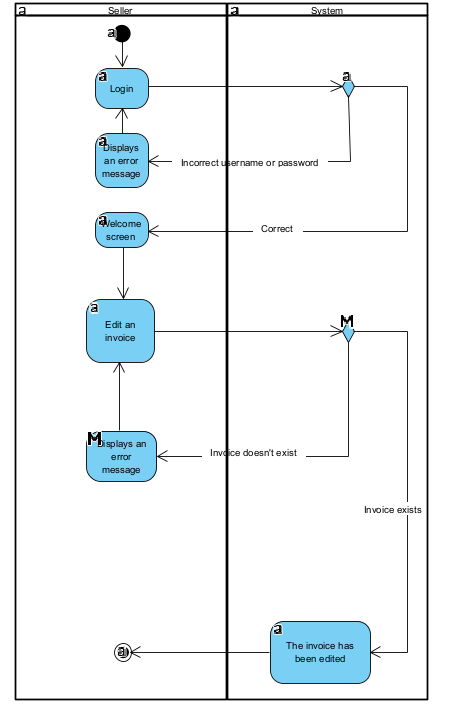 a Seller
a System
a
a
Login
a
a
Displays
an error
message
Incorrect username or password
a
Welcome
screen
Correct
a
Edit an
invoice
M
M
Displays an
error
message
Invoice doesn't exist
Invoice exists
a
The invoice has
been edited
a